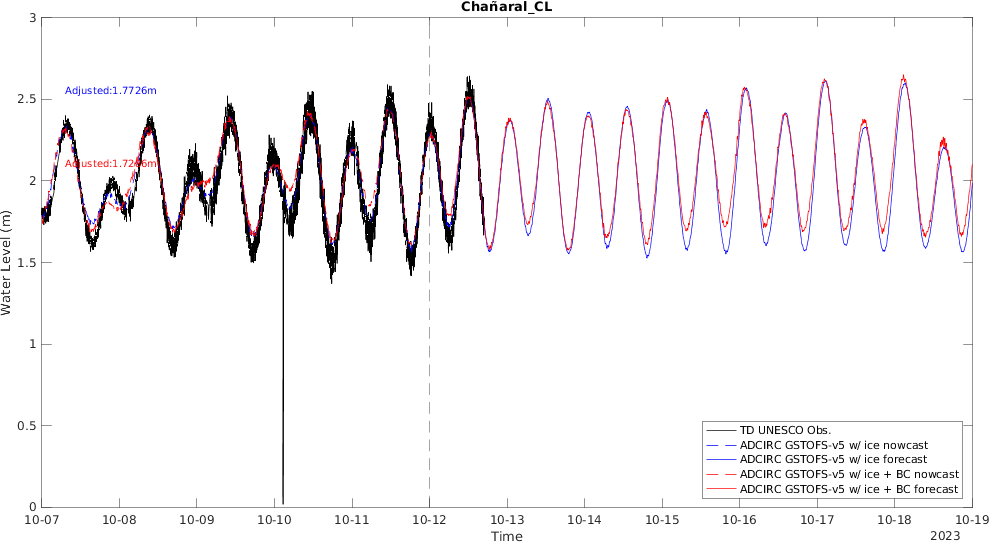 Chañaral_CL
3
2.5
2
1.5
1
0.5
0
Water Level (m)
Adjusted:1.7726m
TD UNESCO Obs.
ADCIRC GSTOFS-v5 w/ ice nowcast
ADCIRC GSTOFS-v5 w/ ice forecast
ADCIRC GSTOFS-v5 w/ ice + BC nowcast
ADCIRC GSTOFS-v5 w/ ice + BC forecast
10-07 10-08 10-09 10-10 10-11 10-12 10-13 10-14 10-15 10-16 10-17 10-18 10-19
Time
2023